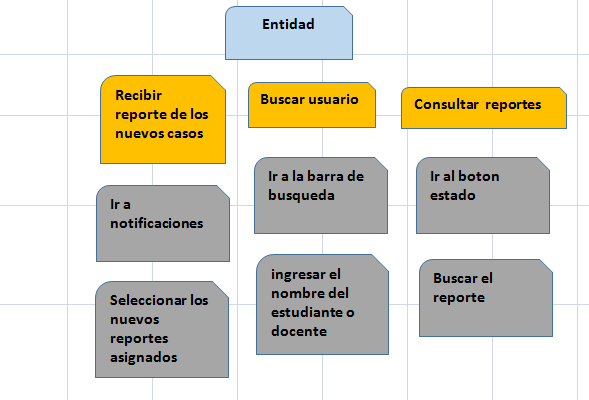 Entidad
Recibir
reporte de los
nuevos casos
Buscar usuario
Consultar reportes
Ir a
notificaciones
Ir a la barra de
busqueda
Ir al boton
estado
Seleccionar los
nuevos
reportes
asignados
ingresar el
nombre del
estudiante o
docente
Buscar el
reporte